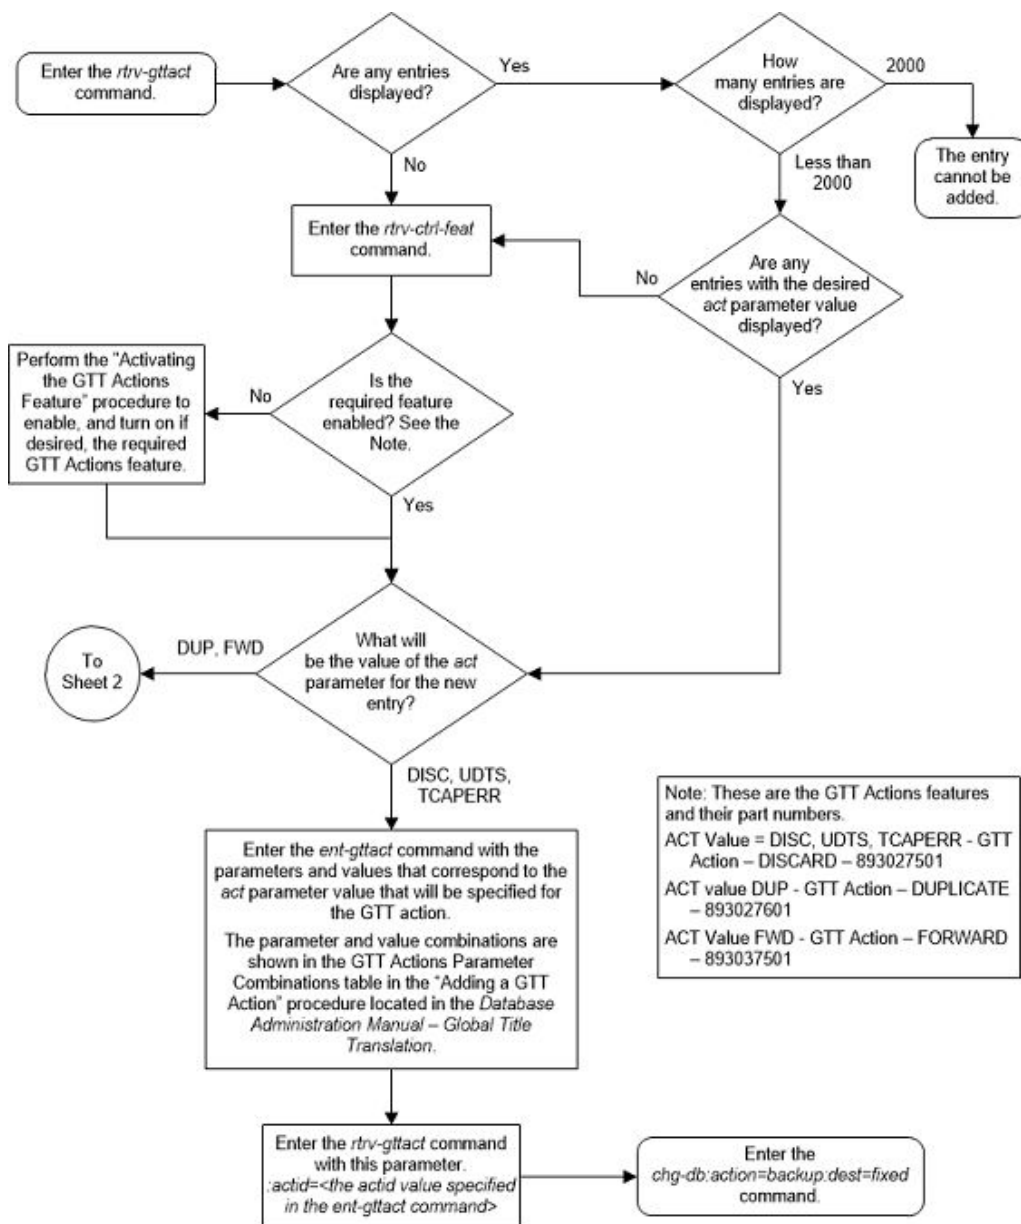 Enter the rtrv-gttact
command.
Are any entries
displayed?
Yes
How
many entries are
displayed?
2000
The entry
cannot be
added.
No
Less than
2000
Enter the rtrv-ctrl-feat
command.
No
Are any
entries with the desired
act parameter value
displayed?
Yes
Perform the "Activating
the GTT Actions
Feature" procedure to
enable, and turn on if
desired, the required
GTT Actions feature.
No
Is the
required feature
enabled? See the
Note.
Yes
To
Sheet 2
DUP, FWD
What will
be the value of the act
parameter for the new
entry?
DISC, UDTS,
TCAPERR
Note: These are the GTT Actions features
and their part numbers.
ACT Value = DISC, UDTS, TCAPERR - GTT
Action – DISCARD – 893027501
ACT value DUP - GTT Action – DUPLICATE
– 893027601
ACT Value FWD - GTT Action – FORWARD
– 893037501
Enter the ent-gttact command with the
parameters and values that correspond to the
act parameter value that will be specified for
the GTT action.
The parameter and value combinations are
shown in the GTT Actions Parameter
Combinations table in the “Adding a GTT
Action” procedure located in the Database
Administration Manual – Global Title
Translation.
Enter the rtrv-gttact command
with this parameter.
:actid=<the actid value specified
in the ent-gttact command>
Enter the
chg-db:action=backup:dest=fixed
command.